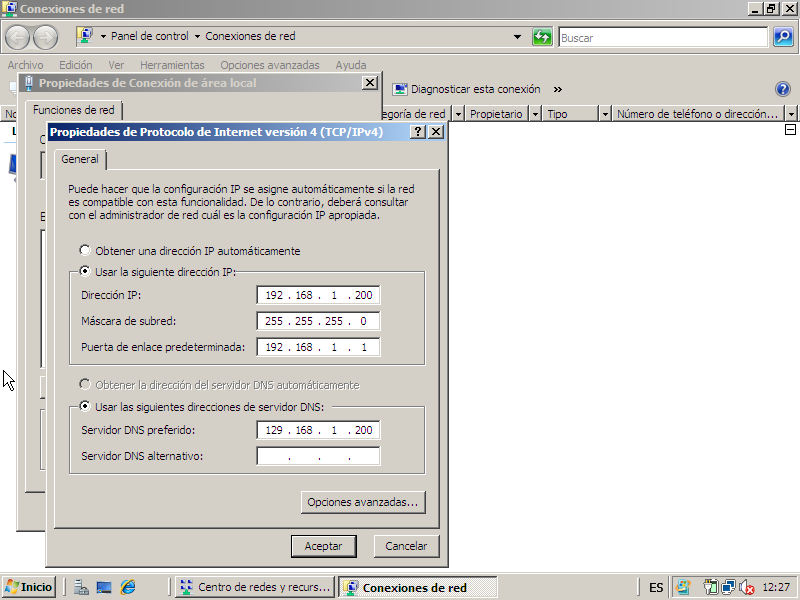 Conexiones de red
Panel de control
Conexiones de red
Buscar
Archivo
Edición
Ver
Herramientas
Opciones avanzadas
Ayuda
Propiedades de Conexión de área local
Diagnosticar esta conexión
»
Funciones de red
Propietario
Tipo
Número de teléfono o dirección...
Propiedades de Protocolo de Internet versión 4 (TCP/IPv4)
General
Puede hacer que la configuración IP se asigne automáticamente si la red
es compatible con esta funcionalidad. De lo contrario, deberá consultar
con el administrador de red cuál es la configuración IP apropiada.
Obtener una dirección IP automáticamente
Usar la siguiente dirección IP:
Dirección IP:
192 . 168 . 1 . 200
Máscara de subred:
255 . 255 . 255 . 0
Puerta de enlace predeterminada:
192 . 168 . 1 . 1
Obtener la dirección del servidor DNS automáticamente
Usar las siguientes direcciones de servidor DNS:
Servidor DNS preferido:
129 . 168 . 1 . 200
Servidor DNS alternativo:
. . .
Opciones avanzadas...
Aceptar
Cancelar
Inicio
Centro de redes y recurs...
Conexiones de red
ES
12:27